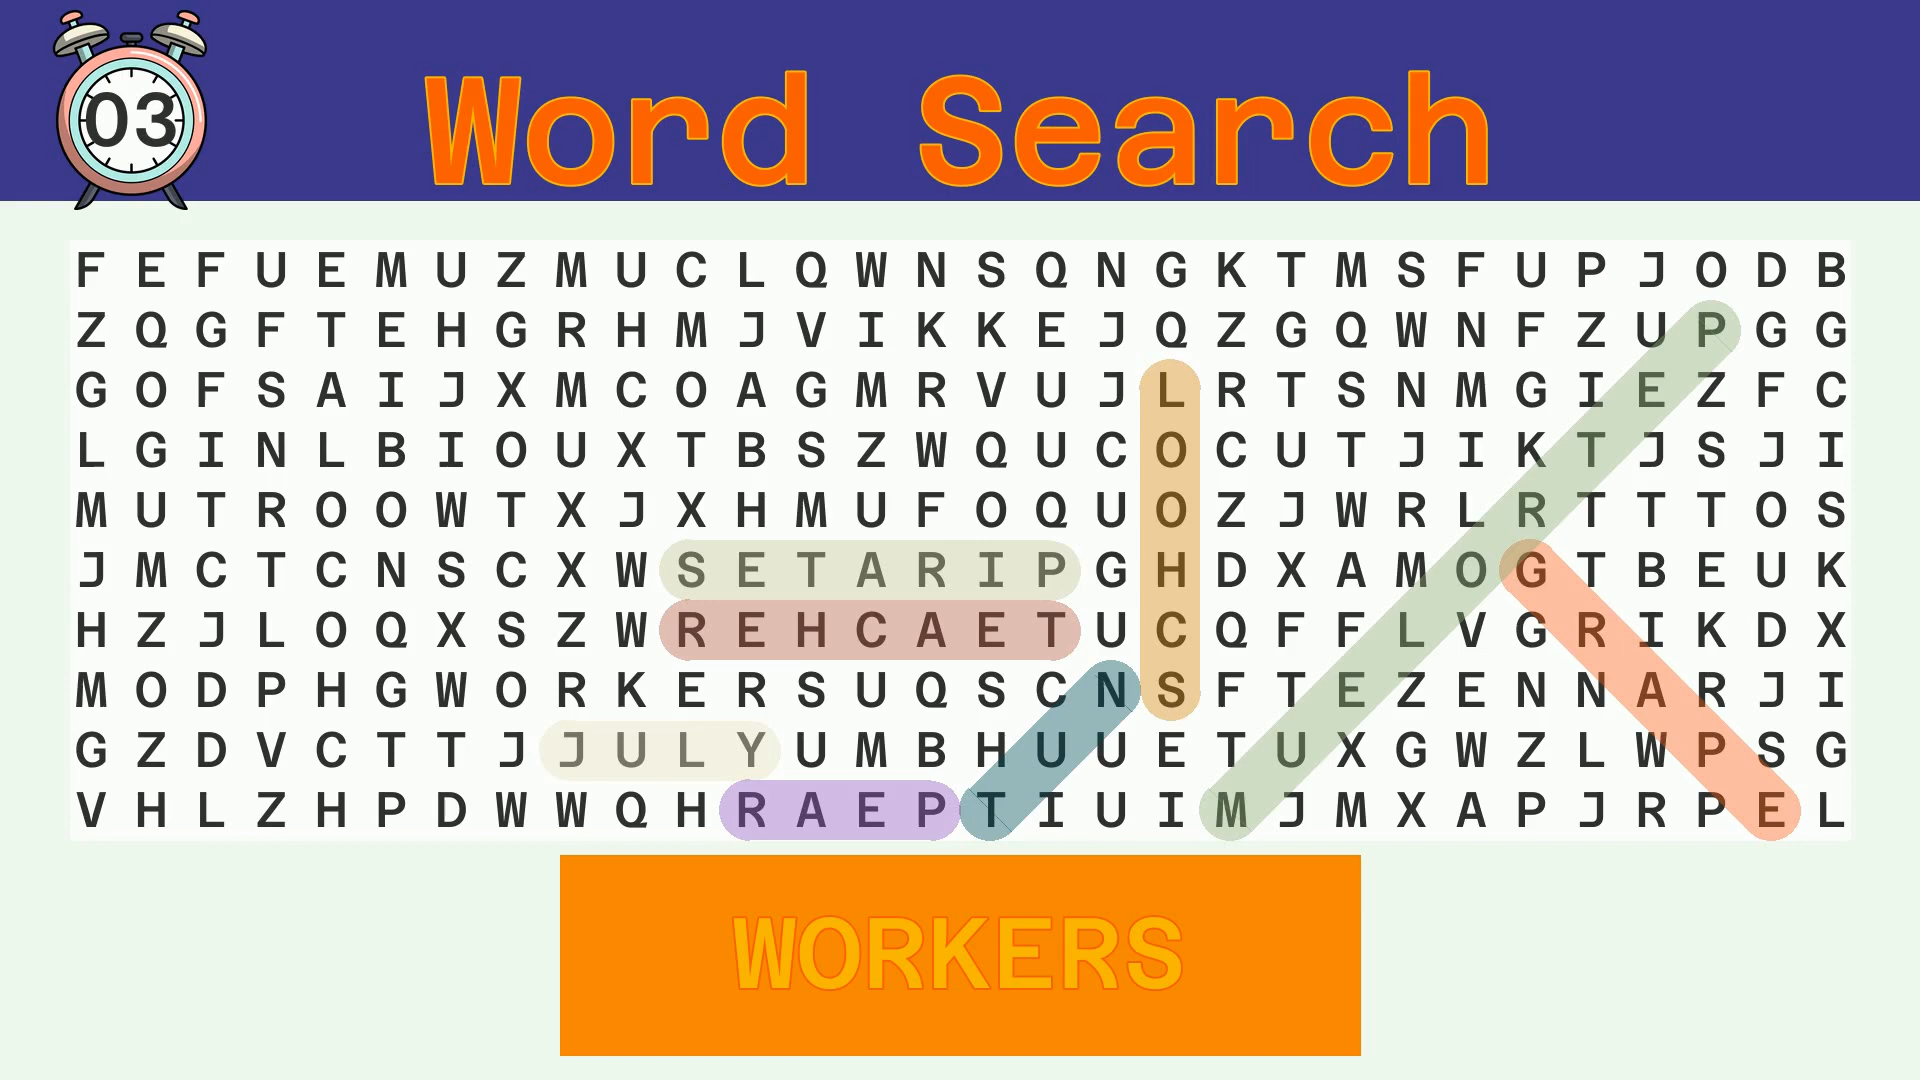 03
Word Search
F E F U E M U Z M U C L Q W N S Q N G K T M S F U P J O D B
Z Q G F T E H G R H M J V I K K E J Q Z G Q W N F Z U P G G
G O F S A I J X M C O A G M R V U J L R T S N M G I E Z F C
L G I N L B I O U X T B S Z W Q U C O C U T J I K T J S J I
M U T R O O W T X J X H M U F O Q U O Z J W R L R T T T O S
J M C T C N S C X W S E T A R I P G H D X A M O G T B E U K
H Z J L O Q X S Z W R E H C A E T U C Q F F L V G R I K D X
M O D P H G W O R K E R S U Q S C N S F T E Z E N N A R J I
G Z D V C T T J J U L Y U M B H U U E T U X G W Z L W P S G
V H L Z H P D W W Q H R A E P T I U I M J M X A P J R P E L
WORKERS